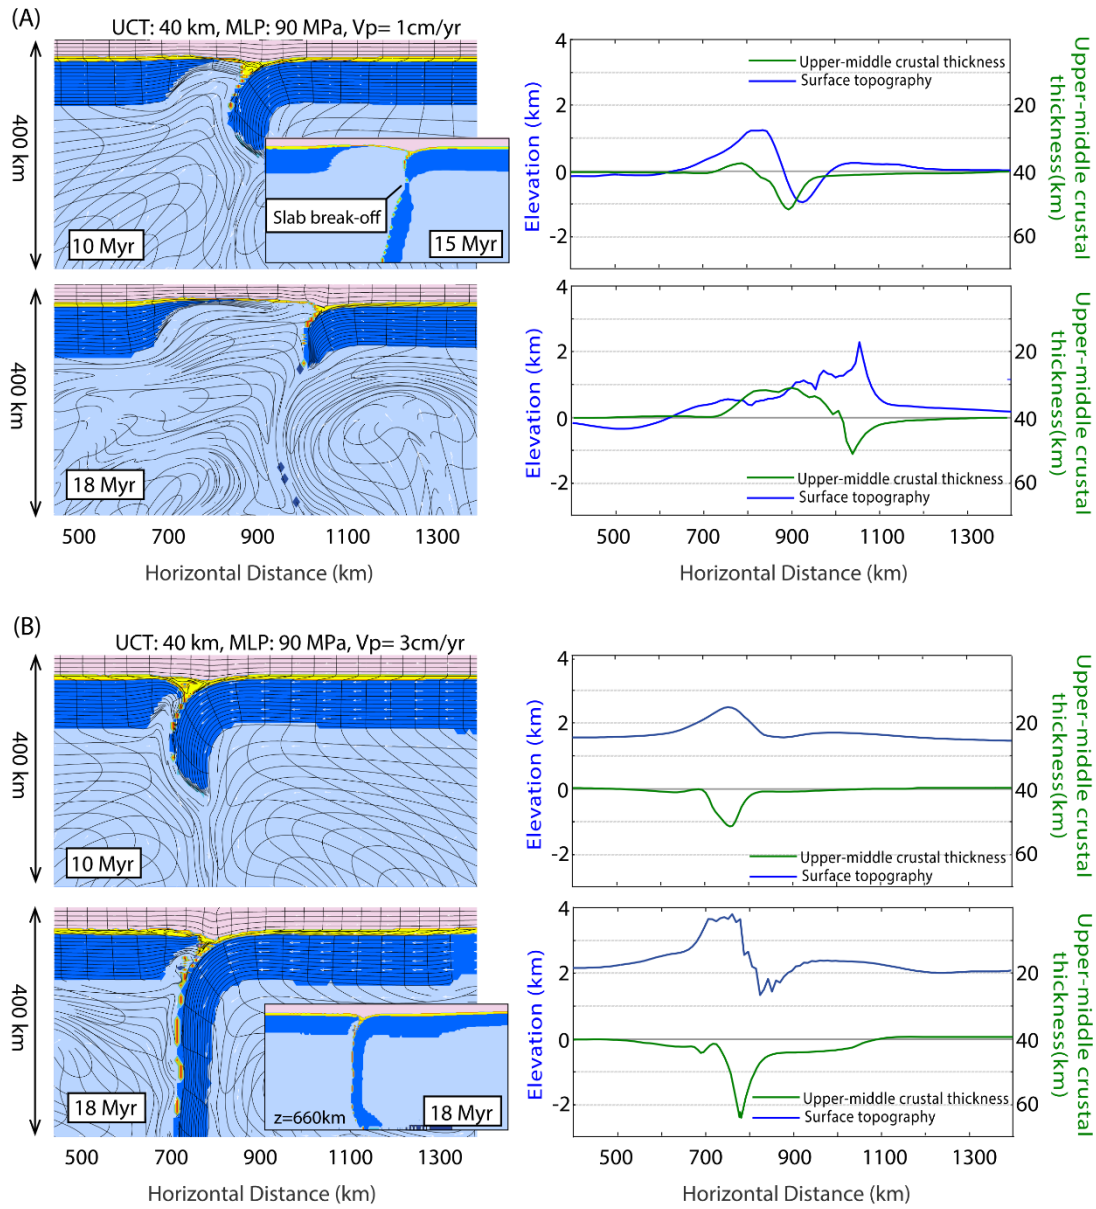 (A)
UCT: 40 km, MLP: 90 MPa, Vp= 1cm/yr
400 km
10 Myr
Slab break-off
15 Myr
Elevation (km)
4
2
0
-2
Upper-middle crustal thickness
Surface topography
20
40
60
Upper-middle crustal
thickness(km)
400 km
18 Myr
500 700 900 1100 1300
Horizontal Distance (km)
Elevation (km)
4
2
0
-2
Upper-middle crustal thickness
Surface topography
20
40
60
Upper-middle crustal
thickness(km)
500 700 900 1100 1300
Horizontal Distance (km)
(B)
UCT: 40 km, MLP: 90 MPa, Vp= 3cm/yr
400 km
10 Myr
Elevation (km)
4
2
0
-2
Upper-middle crustal thickness
Surface topography
20
40
60
Upper-middle crustal
thickness(km)
400 km
18 Myr
z=660km
18 Myr
500 700 900 1100 1300
Horizontal Distance (km)
Elevation (km)
4
2
0
-2
Upper-middle crustal thickness
Surface topography
20
40
60
Upper-middle crustal
thickness(km)
500 700 900 1100 1300
Horizontal Distance (km)